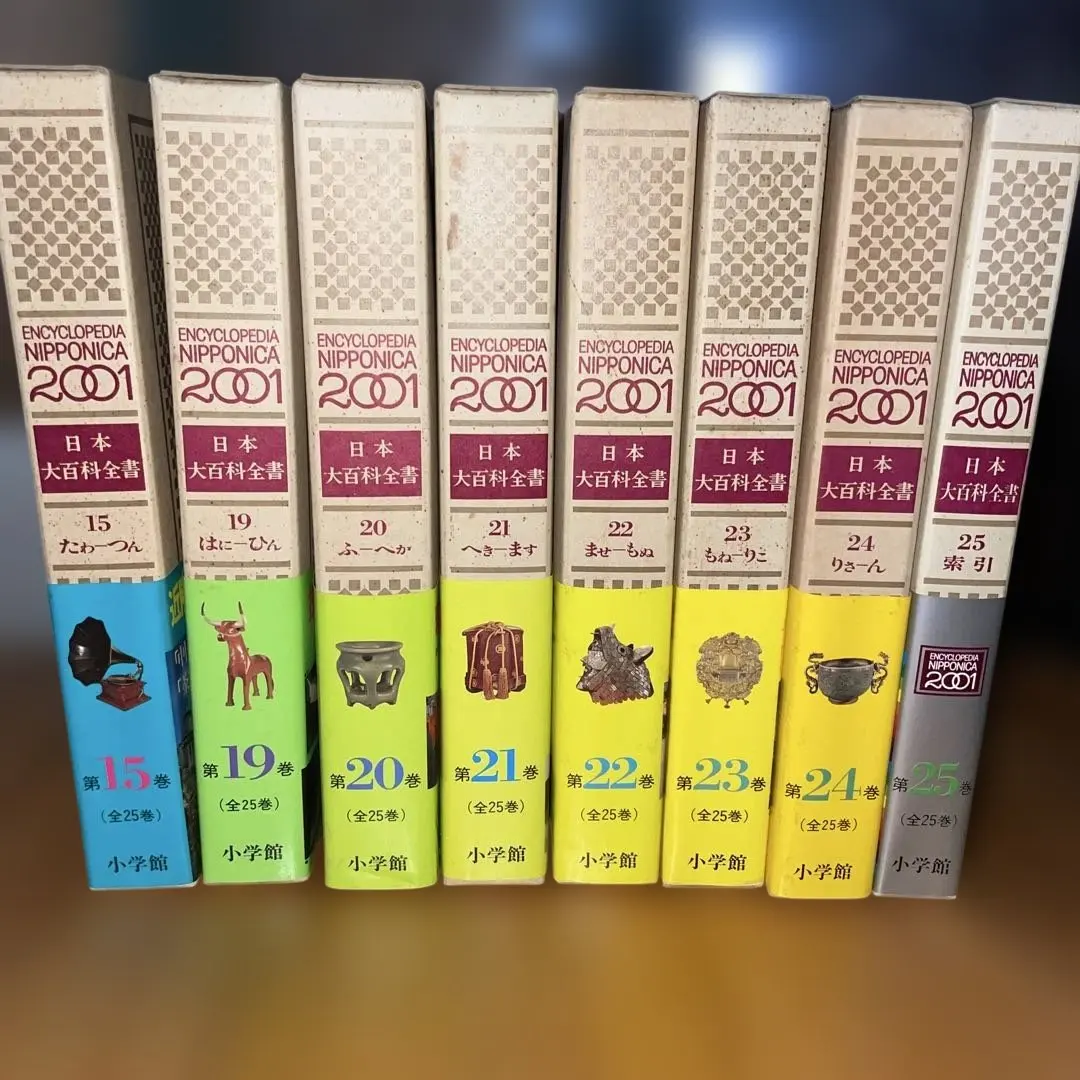 ENCYCLOPEDIA
NIPPONICA
2001
日本
大百科全書
15
たわーつん
第15巻
(全25巻)
小学館
ENCYCLOPEDIA
NIPPONICA
2001
日本
大百科全書
19
はにーひん
第19巻
(全25巻)
小学館
ENCYCLOPEDIA
NIPPONICA
2001
日本
大百科全書
20
ふーへか
第20巻
(全25巻)
小学館
ENCYCLOPEDIA
NIPPONICA
2001
日本
大百科全書
21
へきーます
第21巻
(全25巻)
小学館
ENCYCLOPEDIA
NIPPONICA
2001
日本
大百科全書
22
ませーもぬ
第22巻
(全25巻)
小学館
ENCYCLOPEDIA
NIPPONICA
2001
日本
大百科全書
23
もねーりこ
第23巻
(全25巻)
小学館
ENCYCLOPEDIA
NIPPONICA
2001
日本
大百科全書
24
りさーん
第24巻
(全25巻)
小学館
ENCYCLOPEDIA
NIPPONICA
2001
日本
大百科全書
25
索引
ENCYCLOPEDIA
NIPPONICA
2001
第25巻
(全25巻)
小学館